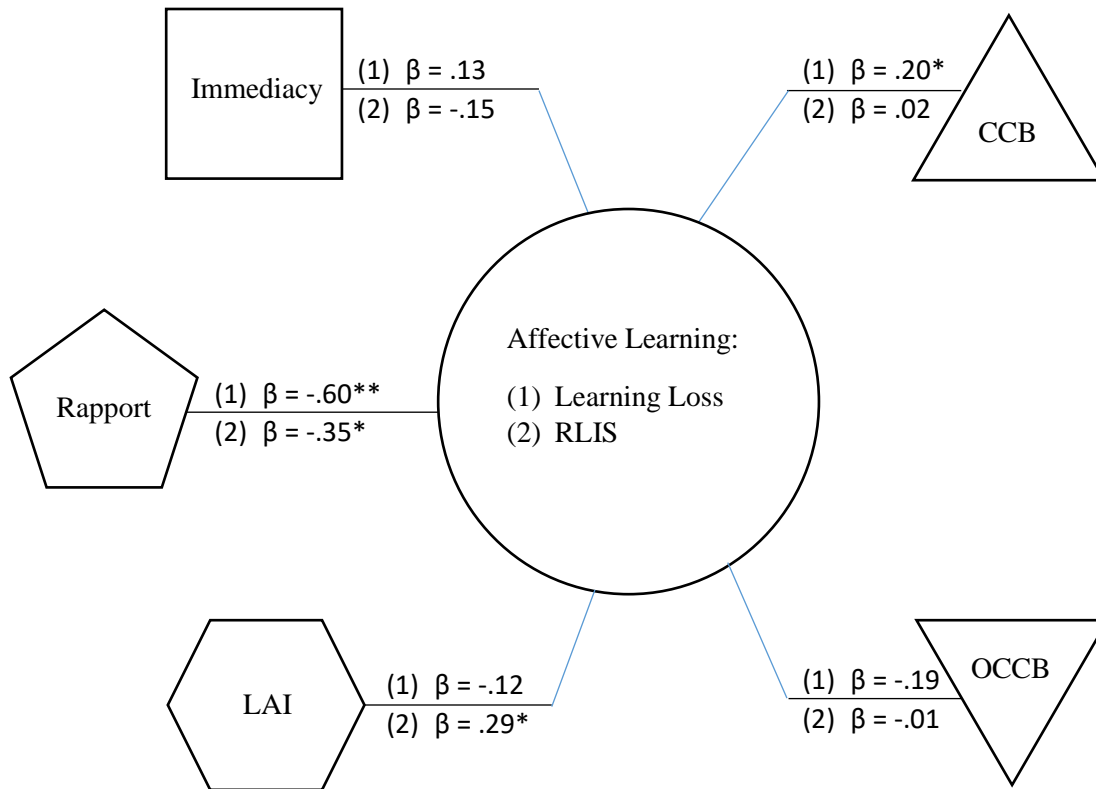 Immediacy
(1) β = .13
(2) β = -.15
(1) β = .20*
(2) β = .02
CCB
Affective Learning:
(1) Learning Loss
(2) RLIS
Rapport
(1) β = -.60**
(2) β = -.35*
LAI
(1) β = -.12
(2) β = .29*
(1) β = -.19
(2) β = -.01
OCCB